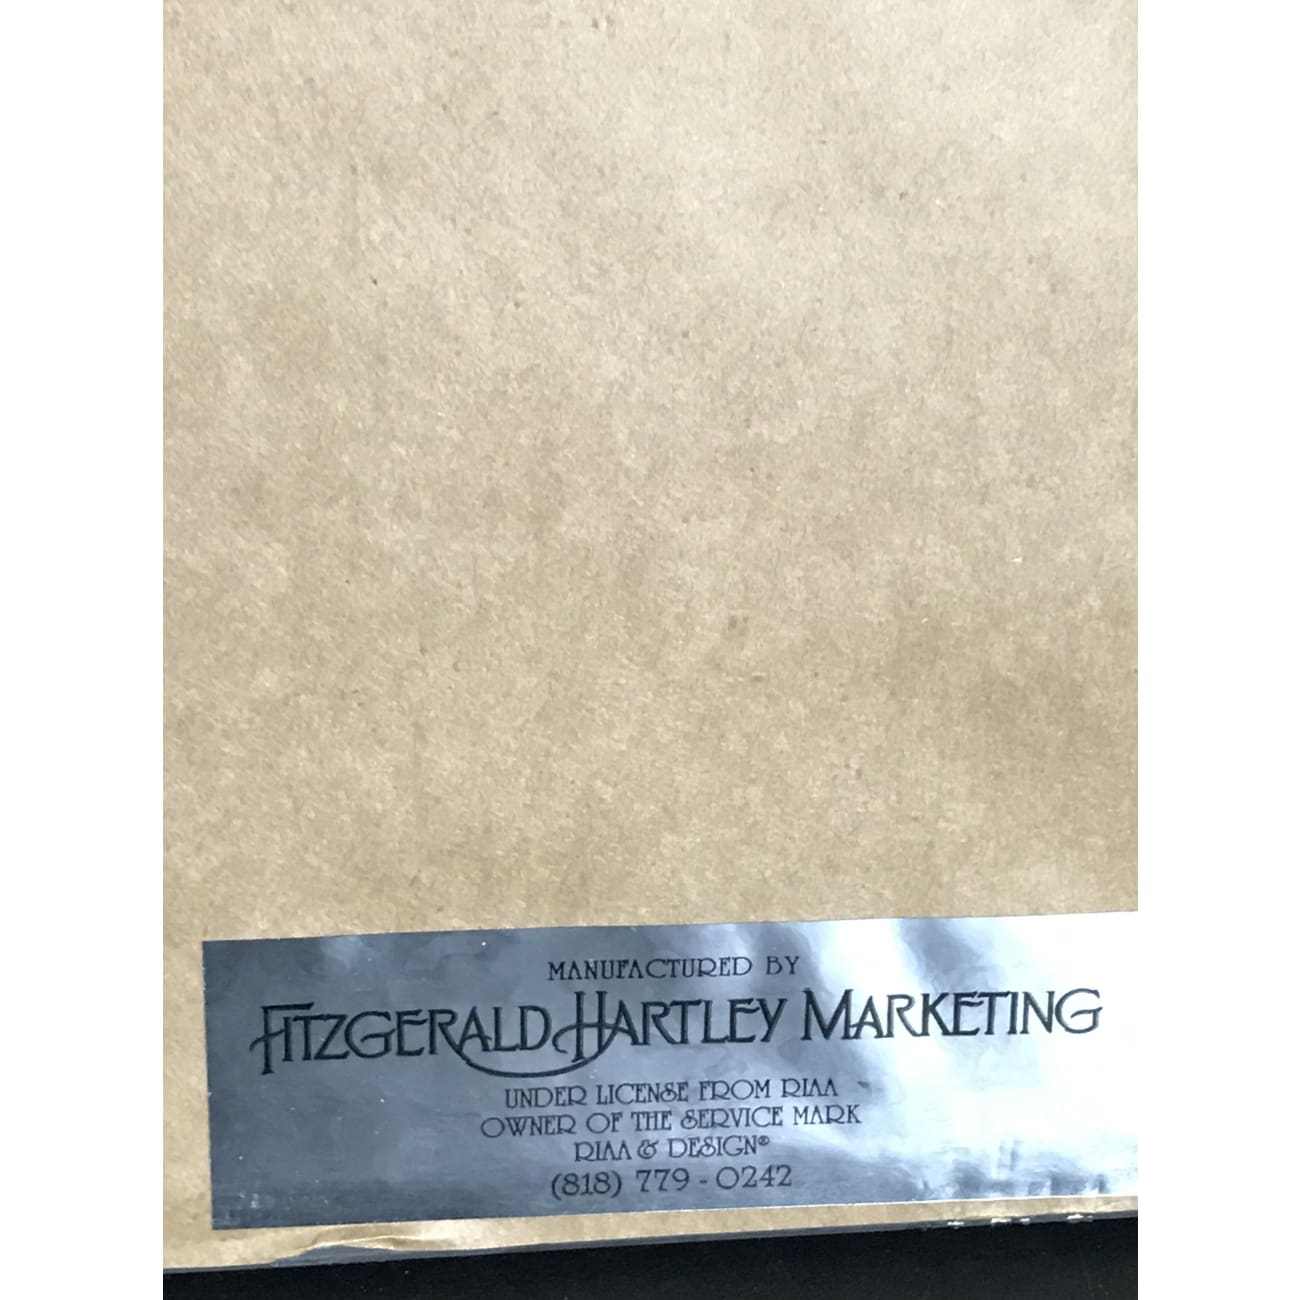 MANUFACTURED BY
FITZGERALD HARTLEY MARKETING
UNDER LICENSE FROM RIAA
OWNER OF THE SERVICE MARK
RIAA & DESIGN®
(818) 779-0242